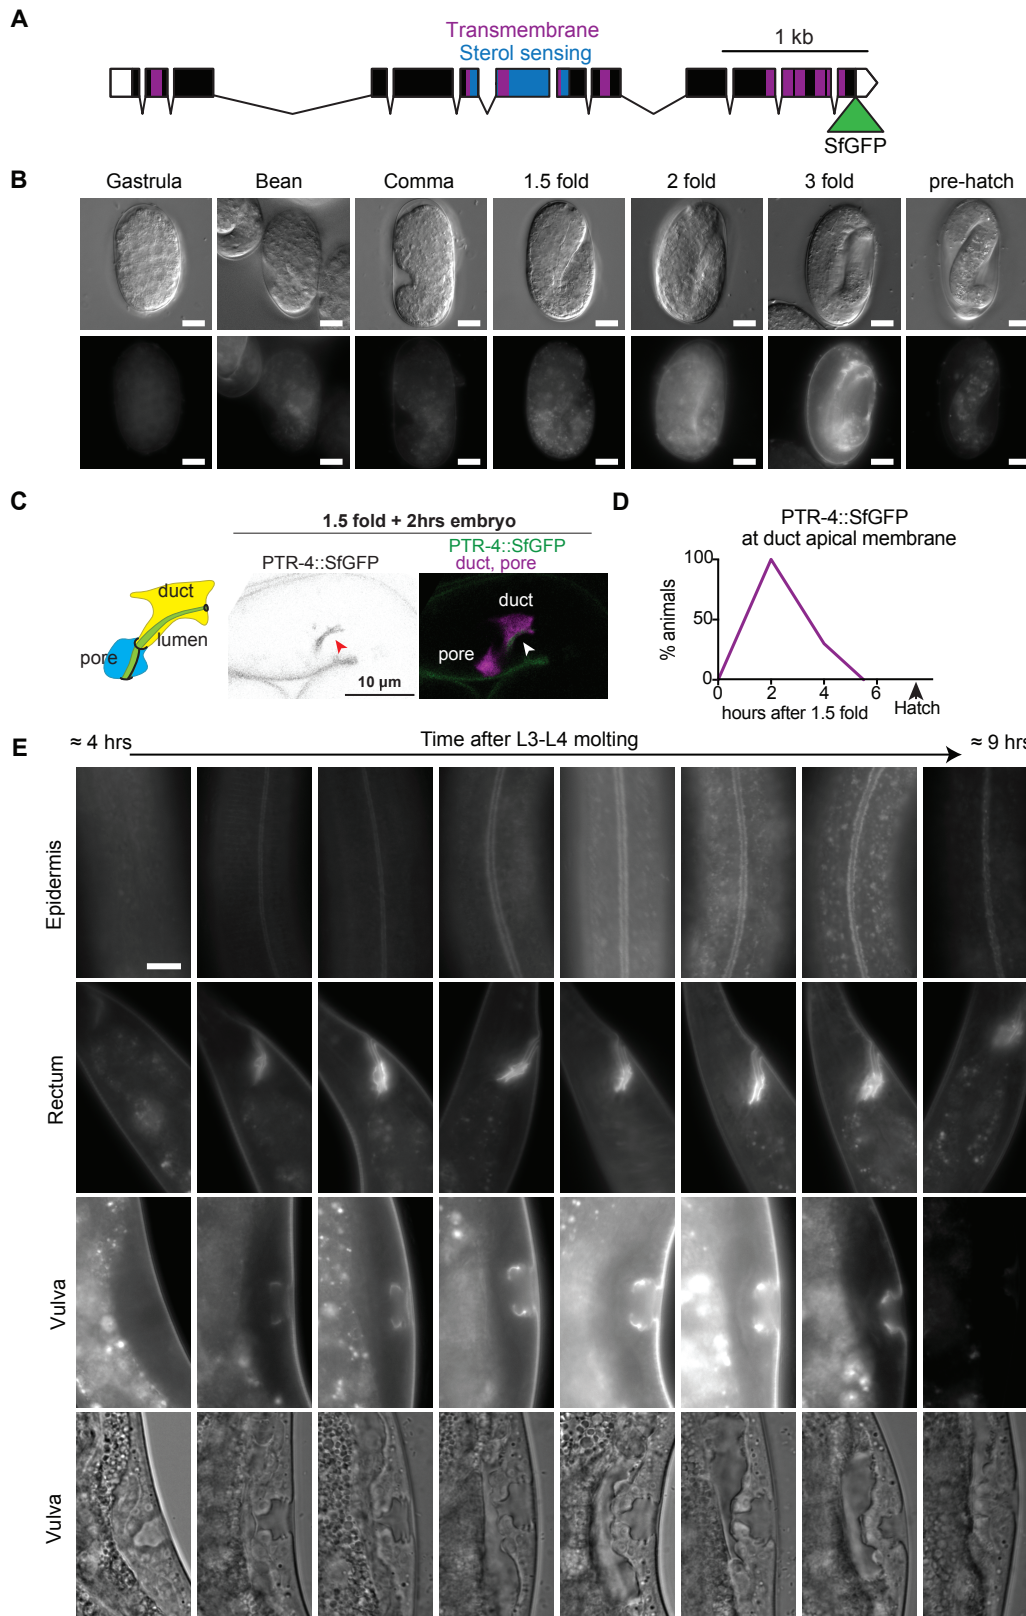 A
Transmembrane
Sterol sensing
1 kb
SfGFP
B
Gastrula Bean Comma 1.5 fold 2 fold 3 fold pre-hatch
C
1.5 fold + 2hrs embryo
PTR-4::SfGFP
PTR-4::SfGFP
duct, pore
duct
lumen
pore
duct
pore
10 µm
D
PTR-4::SfGFP
at duct apical membrane
% animals
100
50
0
0 2 4 6
hours after 1.5 fold
Hatch
E
≈ 4 hrs
Time after L3-L4 molting
≈ 9 hrs
Epidermis
Rectum
Vulva
Vulva